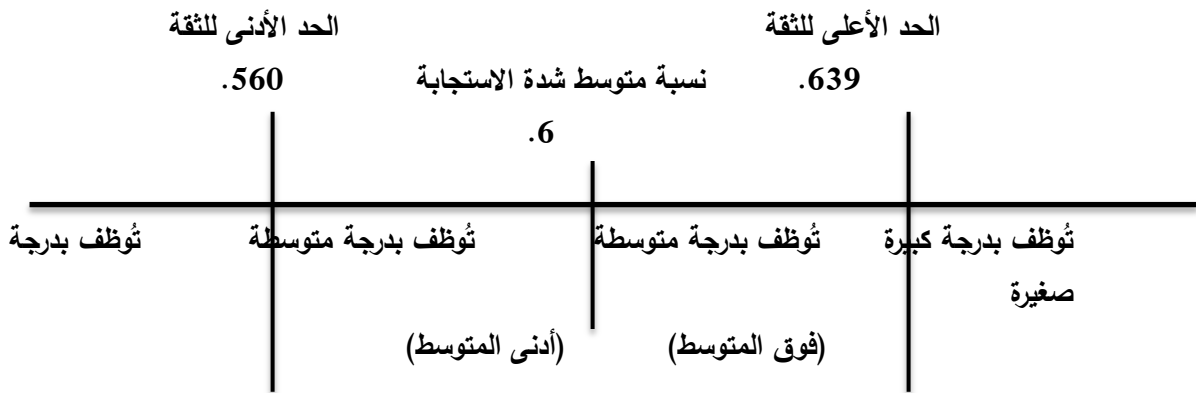 الحد الأعلى للثقة الحد الأدنى للثقة
.639 نسبة متوسط شدة الاستجابة .560
.6
تُوظف بدرجة كبيرة تُوظف بدرجة متوسطة تُوظف بدرجة متوسطة تُوظف بدرجة
صغيرة
(فوق المتوسط) (أدنى المتوسط)